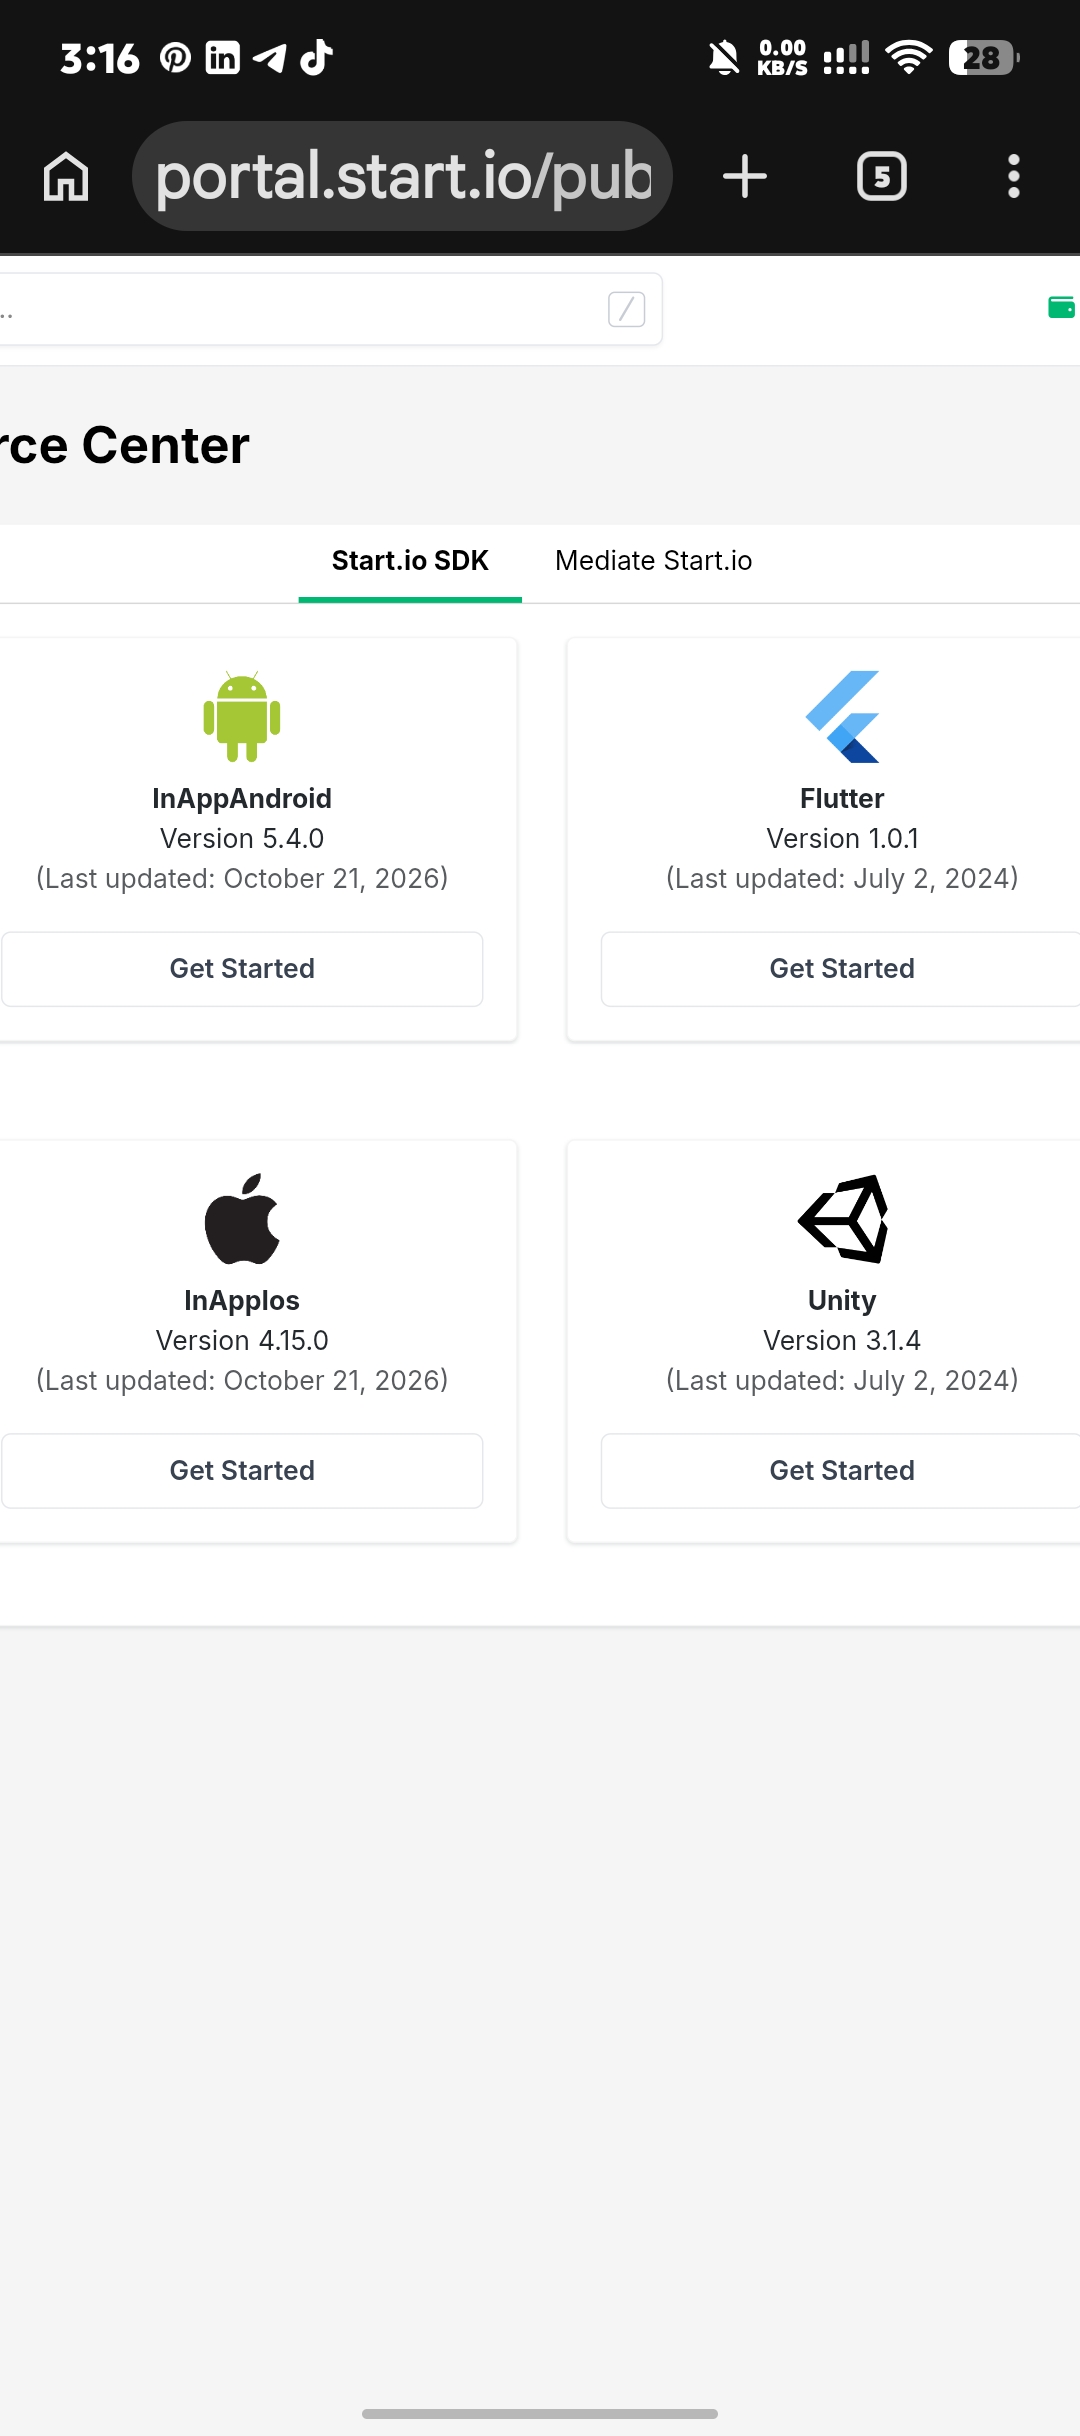 3:16
0.00
KB/S
28
portal.start.io/pub
5
..
/
rce Center
Start.io SDK
Mediate Start.io
InAppAndroid
Version 5.4.0
(Last updated: October 21, 2026)
Get Started
Flutter
Version 1.0.1
(Last updated: July 2, 2024)
Get Started
InAppIos
Version 4.15.0
(Last updated: October 21, 2026)
Get Started
Unity
Version 3.1.4
(Last updated: July 2, 2024)
Get Started